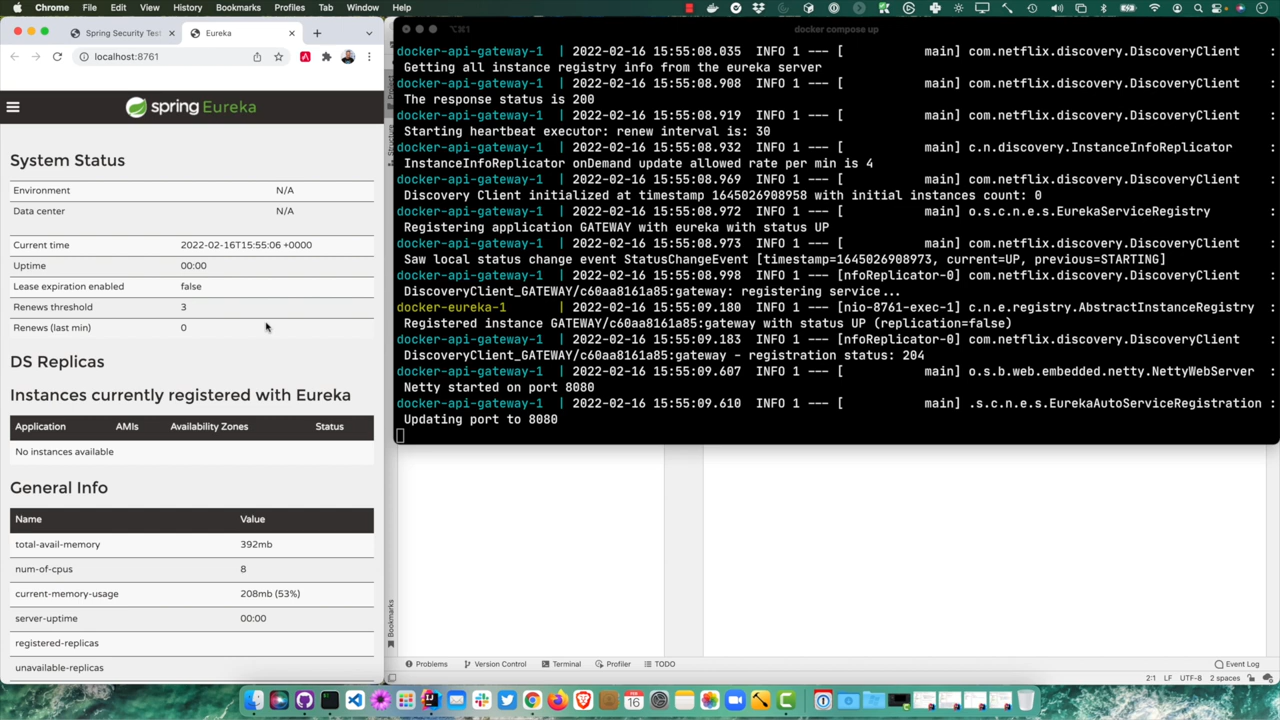 Chrome File Edit View History Bookmarks Profiles Tab Window Help
Spring Security Test
Eureka
localhost:8761
spring Eureka
System Status
Environment N/A
Data center N/A
Current time 2022-02-16T15:55:06 +0000
Uptime 00:00
Lease expiration enabled false
Renews threshold 3
Renews (last min) 0
DS Replicas
Instances currently registered with Eureka
Application AMIs Availability Zones Status
No instances available
General Info
Name Value
total-avail-memory 392mb
num-of-cpus 8
current-memory-usage 208mb (53%)
server-uptime 00:00
registered-replicas
unavailable-replicas
⌥⌘1 docker compose up
docker-api-gateway-1 | 2022-02-16 15:55:08.035 INFO 1 --- [ main] com.netflix.discovery.DiscoveryClient :
Getting all instance registry info from the eureka server
docker-api-gateway-1 | 2022-02-16 15:55:08.908 INFO 1 --- [ main] com.netflix.discovery.DiscoveryClient :
The response status is 200
docker-api-gateway-1 | 2022-02-16 15:55:08.919 INFO 1 --- [ main] com.netflix.discovery.DiscoveryClient :
Starting heartbeat executor: renew interval is: 30
docker-api-gateway-1 | 2022-02-16 15:55:08.932 INFO 1 --- [ main] c.n.discovery.InstanceInfoReplicator :
InstanceInfoReplicator onDemand update allowed rate per min is 4
docker-api-gateway-1 | 2022-02-16 15:55:08.969 INFO 1 --- [ main] com.netflix.discovery.DiscoveryClient :
Discovery Client initialized at timestamp 1645026908958 with initial instances count: 0
docker-api-gateway-1 | 2022-02-16 15:55:08.972 INFO 1 --- [ main] o.s.c.n.e.s.EurekaServiceRegistry :
Registering application GATEWAY with eureka with status UP
docker-api-gateway-1 | 2022-02-16 15:55:08.973 INFO 1 --- [ main] com.netflix.discovery.DiscoveryClient :
Saw local status change event StatusChangeEvent [timestamp=1645026908973, current=UP, previous=STARTING]
docker-api-gateway-1 | 2022-02-16 15:55:08.998 INFO 1 --- [nfoReplicator-0] com.netflix.discovery.DiscoveryClient :
DiscoveryClient_GATEWAY/c60aa8161a85:gateway: registering service...
docker-eureka-1 | 2022-02-16 15:55:09.180 INFO 1 --- [nio-8761-exec-1] c.n.e.registry.AbstractInstanceRegistry :
Registered instance GATEWAY/c60aa8161a85:gateway with status UP (replication=false)
docker-api-gateway-1 | 2022-02-16 15:55:09.183 INFO 1 --- [nfoReplicator-0] com.netflix.discovery.DiscoveryClient :
DiscoveryClient_GATEWAY/c60aa8161a85:gateway - registration status: 204
docker-api-gateway-1 | 2022-02-16 15:55:09.607 INFO 1 --- [ main] o.s.b.web.embedded.netty.NettyWebServer :
Netty started on port 8080
docker-api-gateway-1 | 2022-02-16 15:55:09.610 INFO 1 --- [ main] .s.c.n.e.s.EurekaAutoServiceRegistration :
Updating port to 8080
Structure
Bookmarks
Problems Version Control Terminal Profiler TODO Event Log
2:1 LF UTF-8 2 spaces
FEB
16